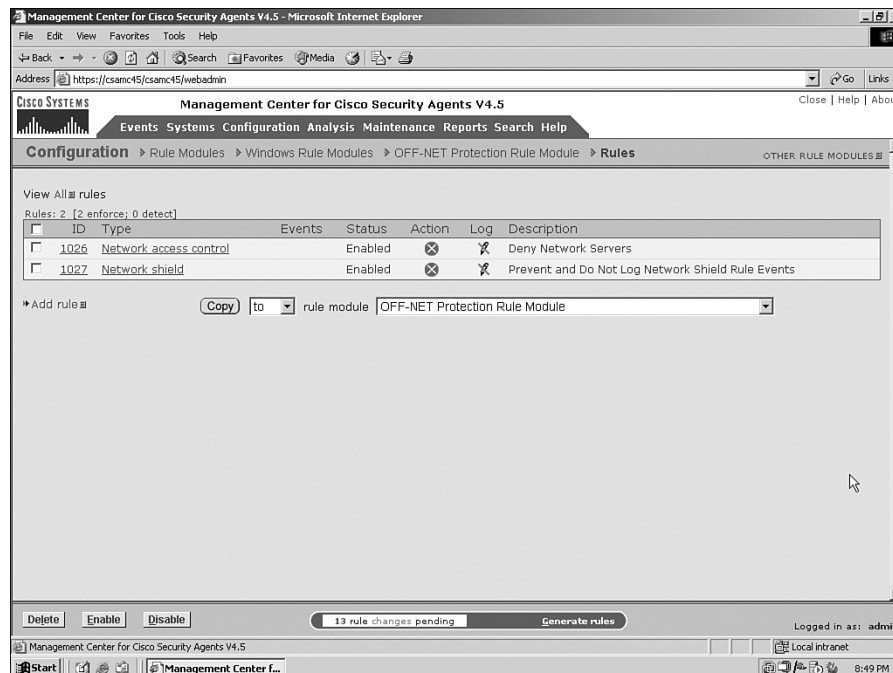 Management Center for Cisco Security Agents V4.5 - Microsoft Internet Explorer
File Edit View Favorites Tools Help
Back Search Favorites Media
Address https://csamc45/csamc45/webadmin Go Links
CISCO SYSTEMS Management Center for Cisco Security Agents V4.5 Close | Help | Abou
Events Systems Configuration Analysis Maintenance Reports Search Help
Configuration Rule Modules Windows Rule Modules OFF-NET Protection Rule Module Rules OTHER RULE MODULES
View All rules
Rules: 2 [2 enforce; 0 detect]
ID Type Events Status Action Log Description
1026 Network access control Enabled Deny Network Servers
1027 Network shield Enabled Prevent and Do Not Log Network Shield Rule Events
Add rule Copy to rule module OFF-NET Protection Rule Module
Delete Enable Disable 13 rule changes pending Generate rules Logged in as: admi
Management Center for Cisco Security Agents V4.5 Local intranet
Start Management Center f... 8:49 PM